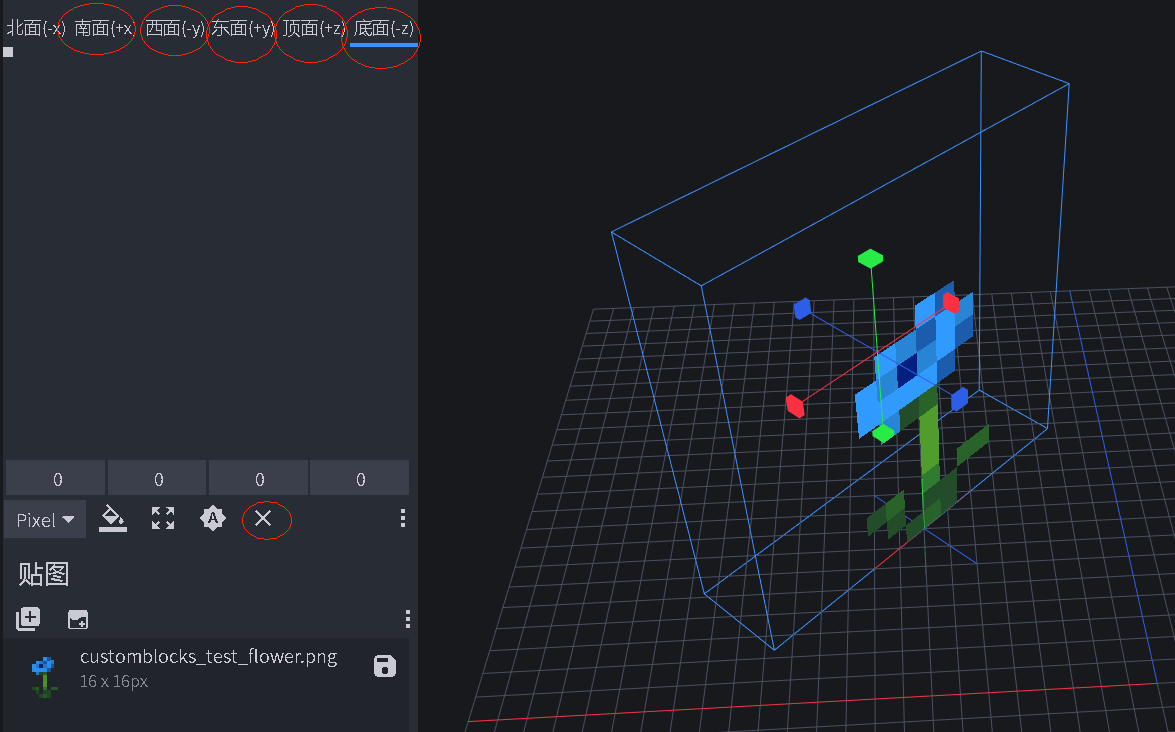 北面(-x) 南面(+x 西面(-y) 东面(+y) 顶面(+z) 底面(-z)
0 0 0 0
Pixel
A
贴图
customblocks_test_flower.png
16 x 16px